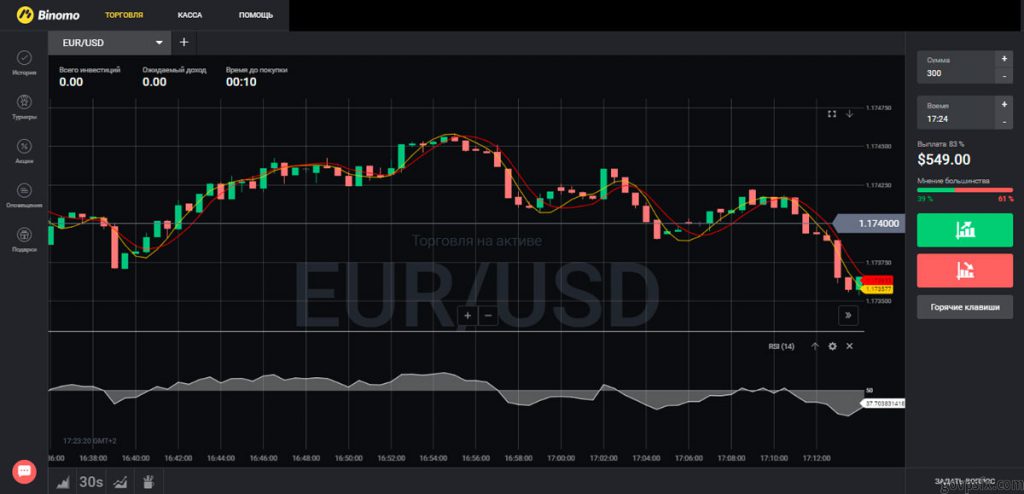 Binomo
ТОРГОВЛЯ
КАССА
ПОМОЩЬ
EUR/USD
+
История
Турниры
Акции
Оповещения
Подарки
Всего инвестиций
0.00
Ожидаемый доход
0.00
Время до покупки
00:10
1.174750
1.174500
1.174250
1.174000
1.173750
1.173577
1.173500
Торговля на активе
EUR/USD
+
−
RSI (14)
50
37.703831418
17:23:20 GMT+2
36:00
16:38:00
16:40:00
16:42:00
16:44:00
16:46:00
16:48:00
16:50:00
16:52:00
16:54:00
16:56:00
16:58:00
17:00:00
17:02:00
17:04:00
17:06:00
17:08:00
17:10:00
17:12:00
30s
Сумма
300
+
-
Время
17:24
+
-
Выплата 83 %
$549.00
Мнение большинства
39 %
61 %
Горячие клавиши
ЗАДАТЬ ВОПРОС